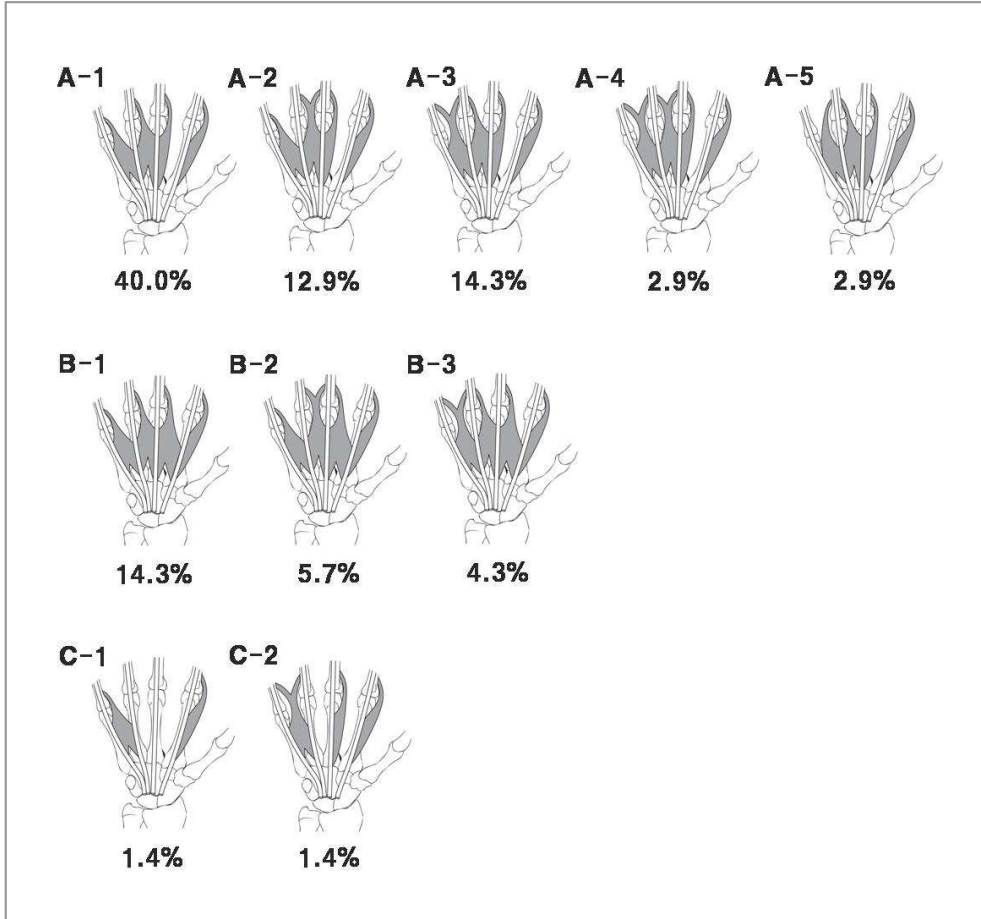 A-1 A-2 A-3 A-4 A-5
40.0% 12.9% 14.3% 2.9% 2.9%
B-1 B-2 B-3
14.3% 5.7% 4.3%
C-1 C-2
1.4% 1.4%